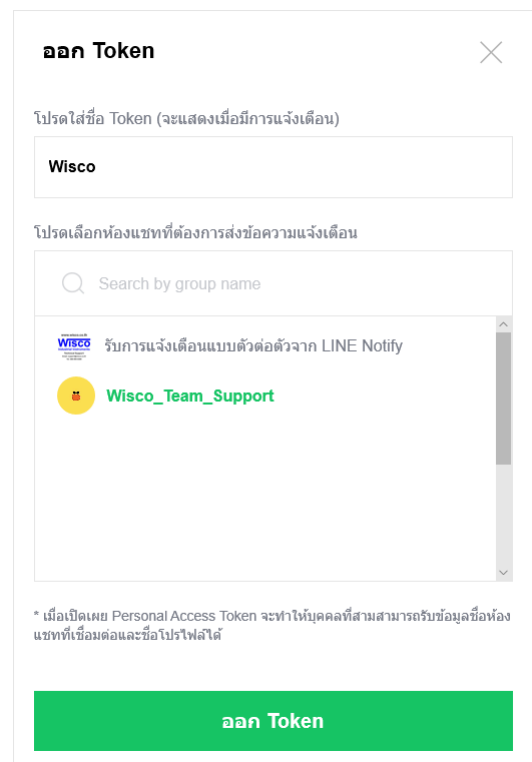 ออก Token
โปรดใส่ชื่อ Token (จะแสดงเมื่อมีการแจ้งเตือน)
Wisco
โปรดเลือกห้องแชทที่ต้องการส่งข้อความแจ้งเตือน
Search by group name
WISCO
รับการแจ้งเตือนแบบตัวต่อตัวจาก LINE Notify
Wisco_Team_Support
* เมื่อเปิดเผย Personal Access Token จะทำให้บุคคลที่สามสามารถรับข้อมูลชื่อห้อง
แชทที่เชื่อมต่อและชื่อโปรไฟล์ได้
ออก Token